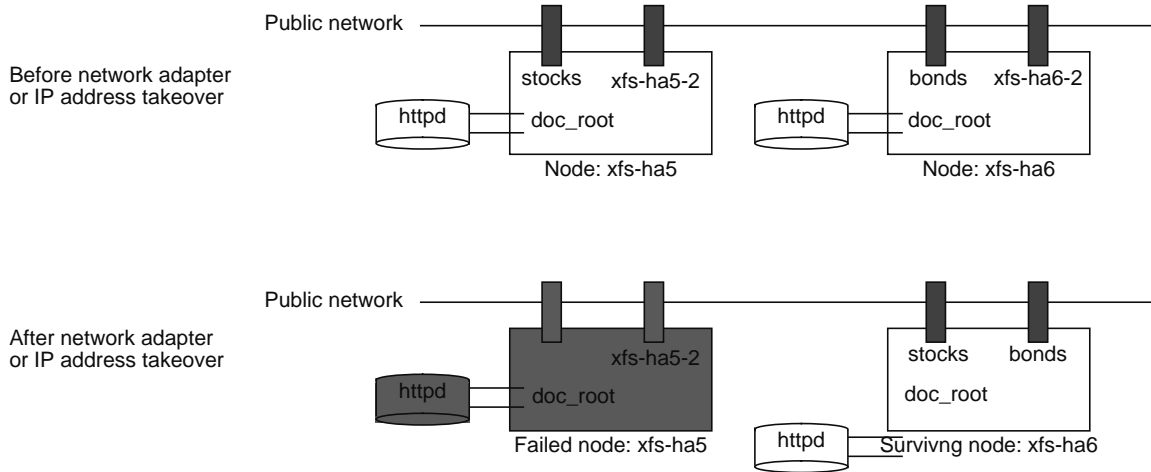 Public network
Before network adapter
or IP address takeover
stocks
xfs-ha5-2
bonds
xfs-ha6-2
httpd
doc_root
httpd
doc_root
Node: xfs-ha5
Node: xfs-ha6
Public network
After network adapter
or IP address takeover
xfs-ha5-2
stocks
bonds
httpd
doc_root
doc_root
Failed node: xfs-ha5
httpd
Survivng node: xfs-ha6